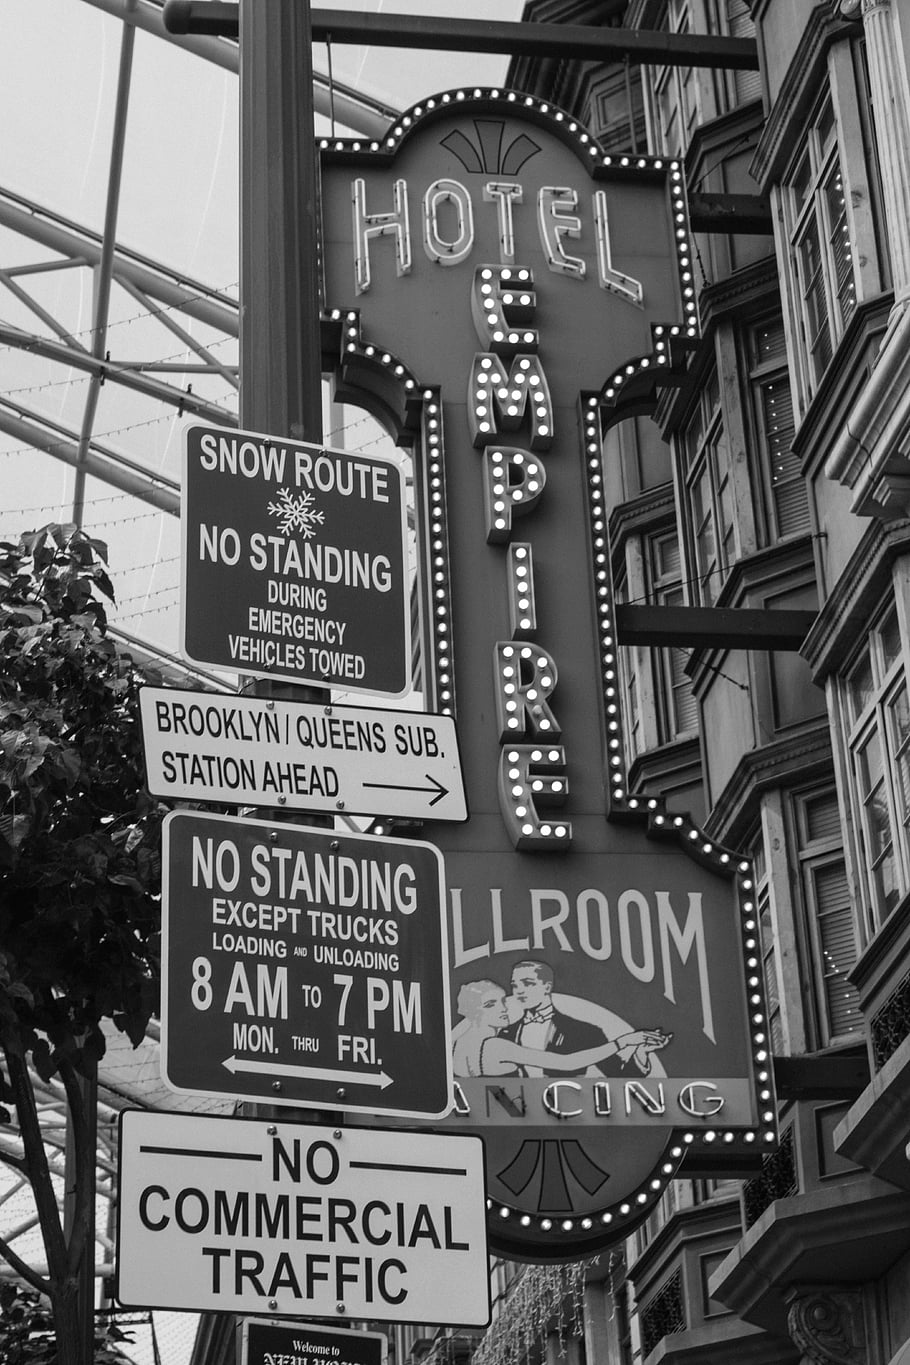 HOTEL
EMPIRE
LLROOM
NCING
SNOW ROUTE
NO STANDING
DURING
EMERGENCY
VEHICLES TOWED
BROOKLYN / QUEENS SUB.
STATION AHEAD
NO STANDING
EXCEPT TRUCKS
LOADING AND UNLOADING
8 AM TO 7 PM
MON. THRU FRI.
NO
COMMERCIAL
TRAFFIC
Welcome to